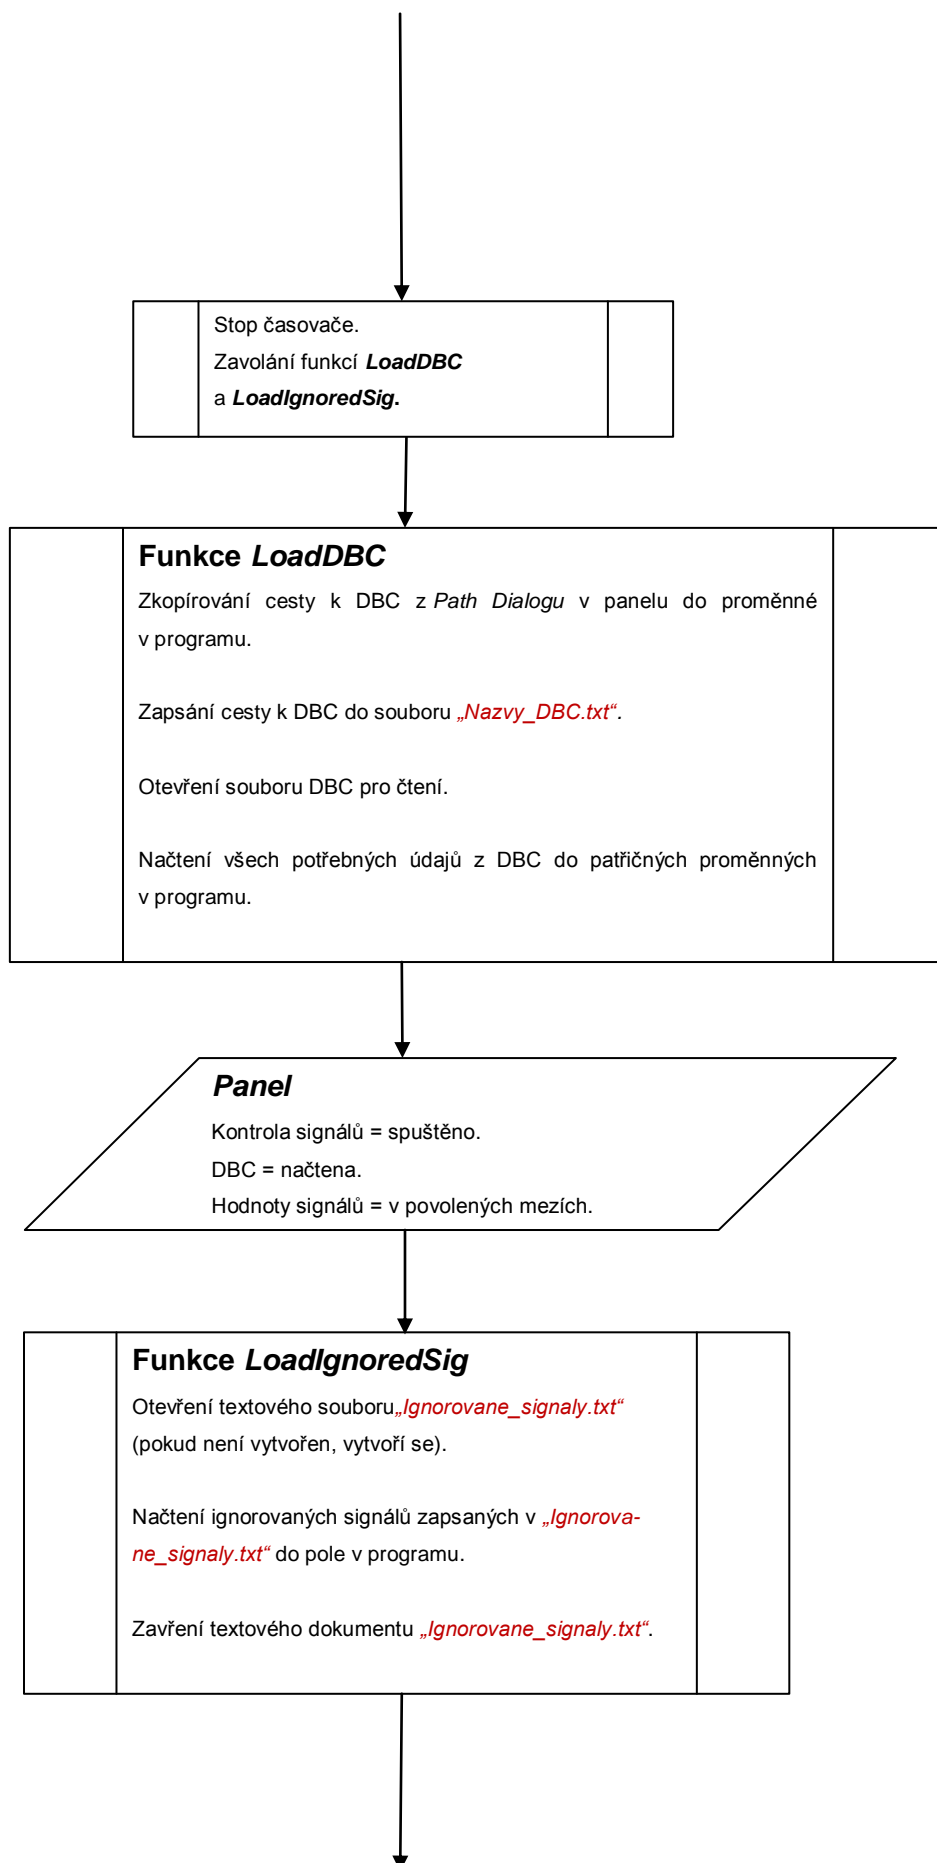 Stop časovače.
Zavolání funkcí LoadDBC
a LoadIgnoredSig.
Funkce LoadDBC
Zkopírování cesty k DBC z Path Dialogu v panelu do proměnné
v programu.
Zapsání cesty k DBC do souboru „Nazvy_DBC.txt“.
Otevření souboru DBC pro čtení.
Načtení všech potřebných údajů z DBC do patřičných proměnných
v programu.
Panel
Kontrola signálů = spuštěno.
DBC = načtena.
Hodnoty signálů = v povolených mezích.
Funkce LoadIgnoredSig
Otevření textového souboru„Ignorovane_signaly.txt“
(pokud není vytvořen, vytvoří se).
Načtení ignorovaných signálů zapsaných v „Ignorova-
ne_signaly.txt“ do pole v programu.
Zavření textového dokumentu „Ignorovane_signaly.txt“.